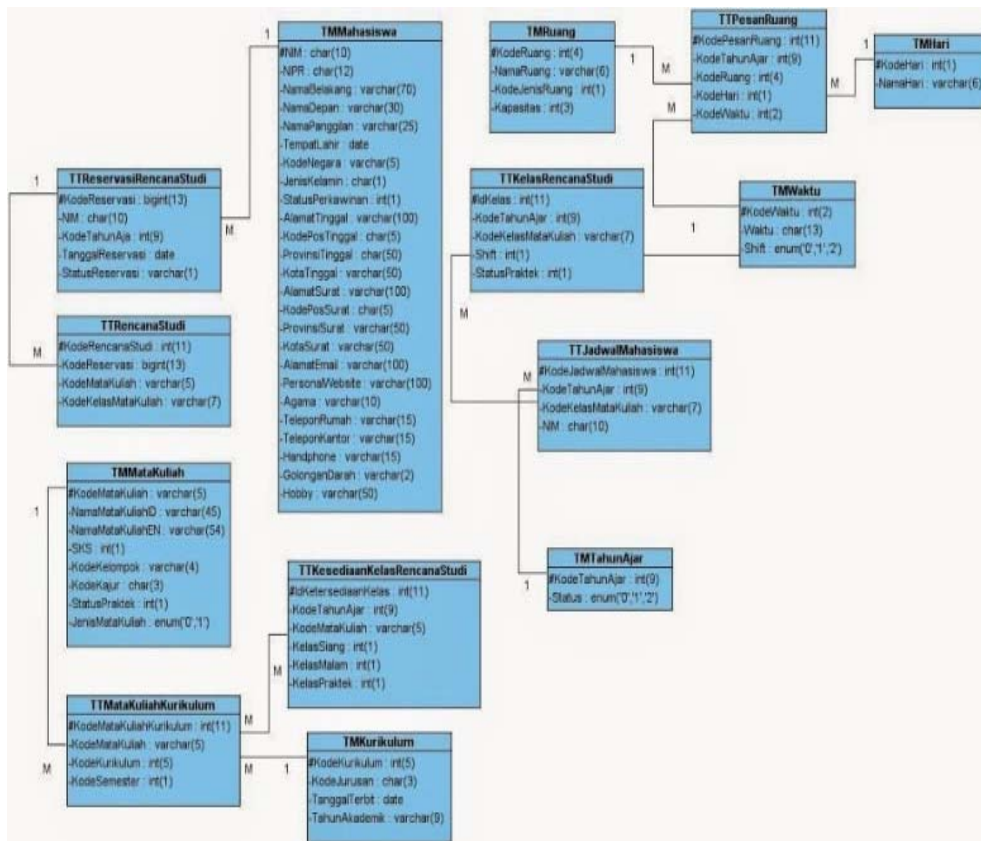 TMMahasiswa
#NIM : char(10)
-NPR : char(12)
-NamaBelakang : varchar(70)
-NamaDepan : varchar(30)
-NamaPanggilan : varchar(25)
-TempatLahir : date
-KodeNegara : varchar(5)
-JenisKelamin : char(1)
-StatusPerkawinan : int(1)
-AlamatTinggal : varchar(100)
-KodePosTinggal : char(5)
-ProvinsiTinggal : char(50)
-KotaTinggal : varchar(50)
-AlamatSurat : varchar(100)
-KodePosSurat : char(5)
-ProvinsiSurat : varchar(50)
-KotaSurat : varchar(50)
-AlamatEmail : varchar(100)
-PersonalWebsite : varchar(100)
-Agama : varchar(10)
-TeleponRumah : varchar(15)
-TeleponKantor : varchar(15)
-Handphone : varchar(15)
-GolonganDarah : varchar(2)
-Hobby : varchar(50)
1
M
TMRuang
#KodeRuang : int(4)
-NamaRuang : varchar(6)
-KodeJenisRuang : int(1)
-Kapasitas : int(3)
1
M
TTPesanRuang
#KodePesanRuang : int(11)
-KodeTahunAjar : int(9)
-KodeRuang : int(4)
-KodeHari : int(1)
-KodeWaktu : int(2)
M
1
M
TMHari
#KodeHari : int(1)
-NamaHari : varchar(6)
TTReservasiRencanaStudi
#KodeReservasi : bigint(13)
-NIM : char(10)
-KodeTahunAja : int(9)
-TanggalReservasi : date
-StatusReservasi : varchar(1)
1
M
TTRencanaStudi
#KodeRencanaStudi : int(11)
-KodeReservasi : bigint(13)
-KodeMataKuliah : varchar(5)
-KodeKelasMataKuliah : varchar(7)
TTKelasRencanaStudi
#IdKelas : int(11)
-KodeTahunAjar : int(9)
-KodeKelasMataKuliah : varchar(7)
-Shift : int(1)
-StatusPraktek : int(1)
1
M
TMWaktu
#KodeWaktu : int(2)
-Waktu : char(13)
-Shift : enum('0','1','2')
TTJadwalMahasiswa
#KodeJadwalMahasiswa : int(11)
-KodeTahunAjar : int(9)
-KodeKelasMataKuliah : varchar(7)
-NIM : char(10)
M
1
TMTahunAjar
#KodeTahunAjar : int(9)
-Status : enum('0','1','2')
TMMataKuliah
#KodeMataKuliah : varchar(5)
-NamaMataKuliahID : varchar(45)
-NamaMataKuliahEN : varchar(54)
-SKS : int(1)
-KodeKelompok : varchar(4)
-KodeKajur : char(3)
-StatusPraktek : int(1)
-JenisMataKuliah : enum('0','1')
1
M
TTKesediaanKelasRencanaStudi
#IdKetersediaanKelas : int(11)
-KodeTahunAjar : int(9)
-KodeMataKuliah : varchar(5)
-KelasSiang : int(1)
-KelasMalam : int(1)
-KelasPraktek : int(1)
M
M
TTMataKuliahKurikulum
#KodeMataKuliahKurikulum : int(11)
-KodeMataKuliah : varchar(5)
-KodeKurikulum : int(5)
-KodeSemester : int(1)
M
1
TMKurikulum
#KodeKurikulum : int(5)
-KodeJurusan : char(3)
-TanggalTerbit : date
-TahunAkademik : varchar(9)